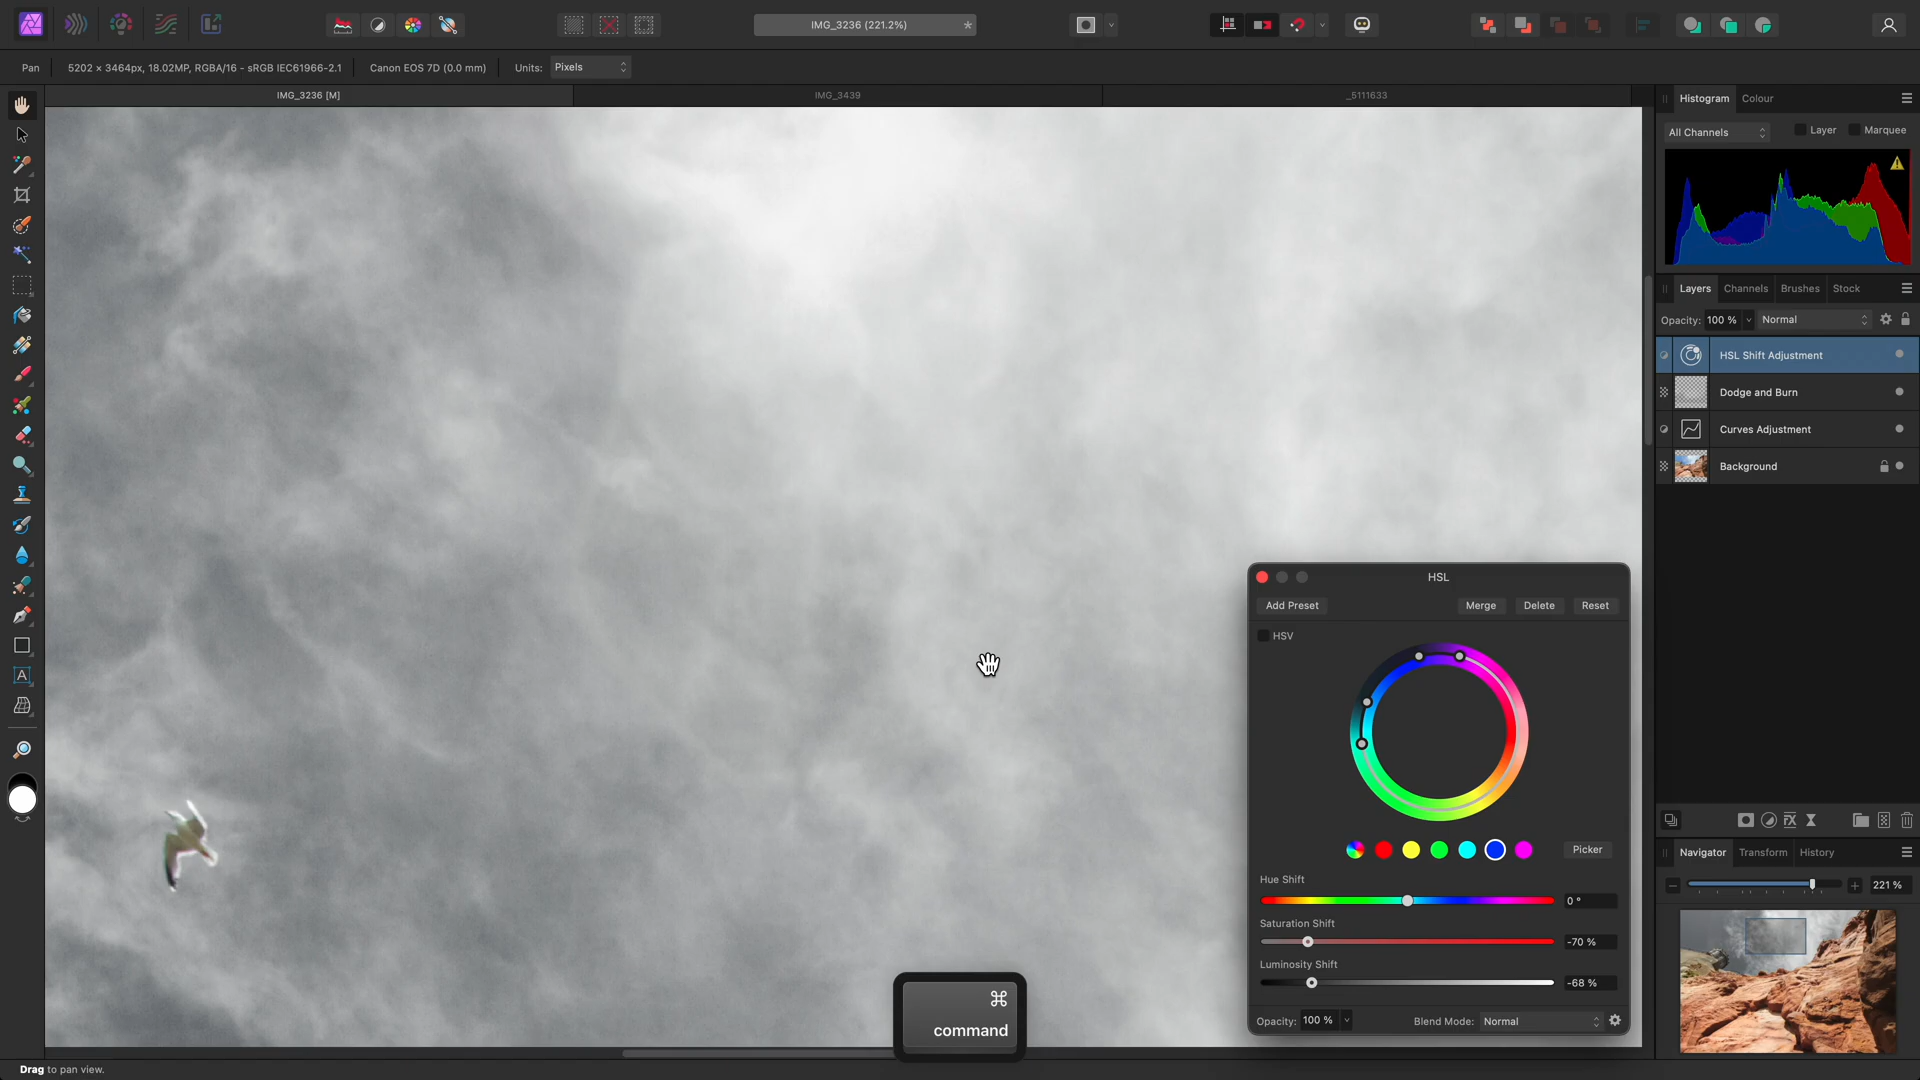 IMG_3236 (221.2%)
*
Pan
5202 × 3464px, 18.02MP, RGBA/16 - sRGB IEC61966-2.1
Canon EOS 7D (0.0 mm)
Units:
Pixels
IMG_3236 [M]
IMG_3439
_5111633
Histogram
Colour
All Channels
Layer
Marquee
Layers
Channels
Brushes
Stock
Opacity:
100 %
Normal
HSL Shift Adjustment
Dodge and Burn
Curves Adjustment
Background
HSL
Add Preset
Merge
Delete
Reset
HSV
Picker
Hue Shift
0 °
Saturation Shift
-70 %
Luminosity Shift
-68 %
Opacity:
100 %
Blend Mode:
Normal
Navigator
Transform
History
221 %
⌘
command
A
Drag to pan view.